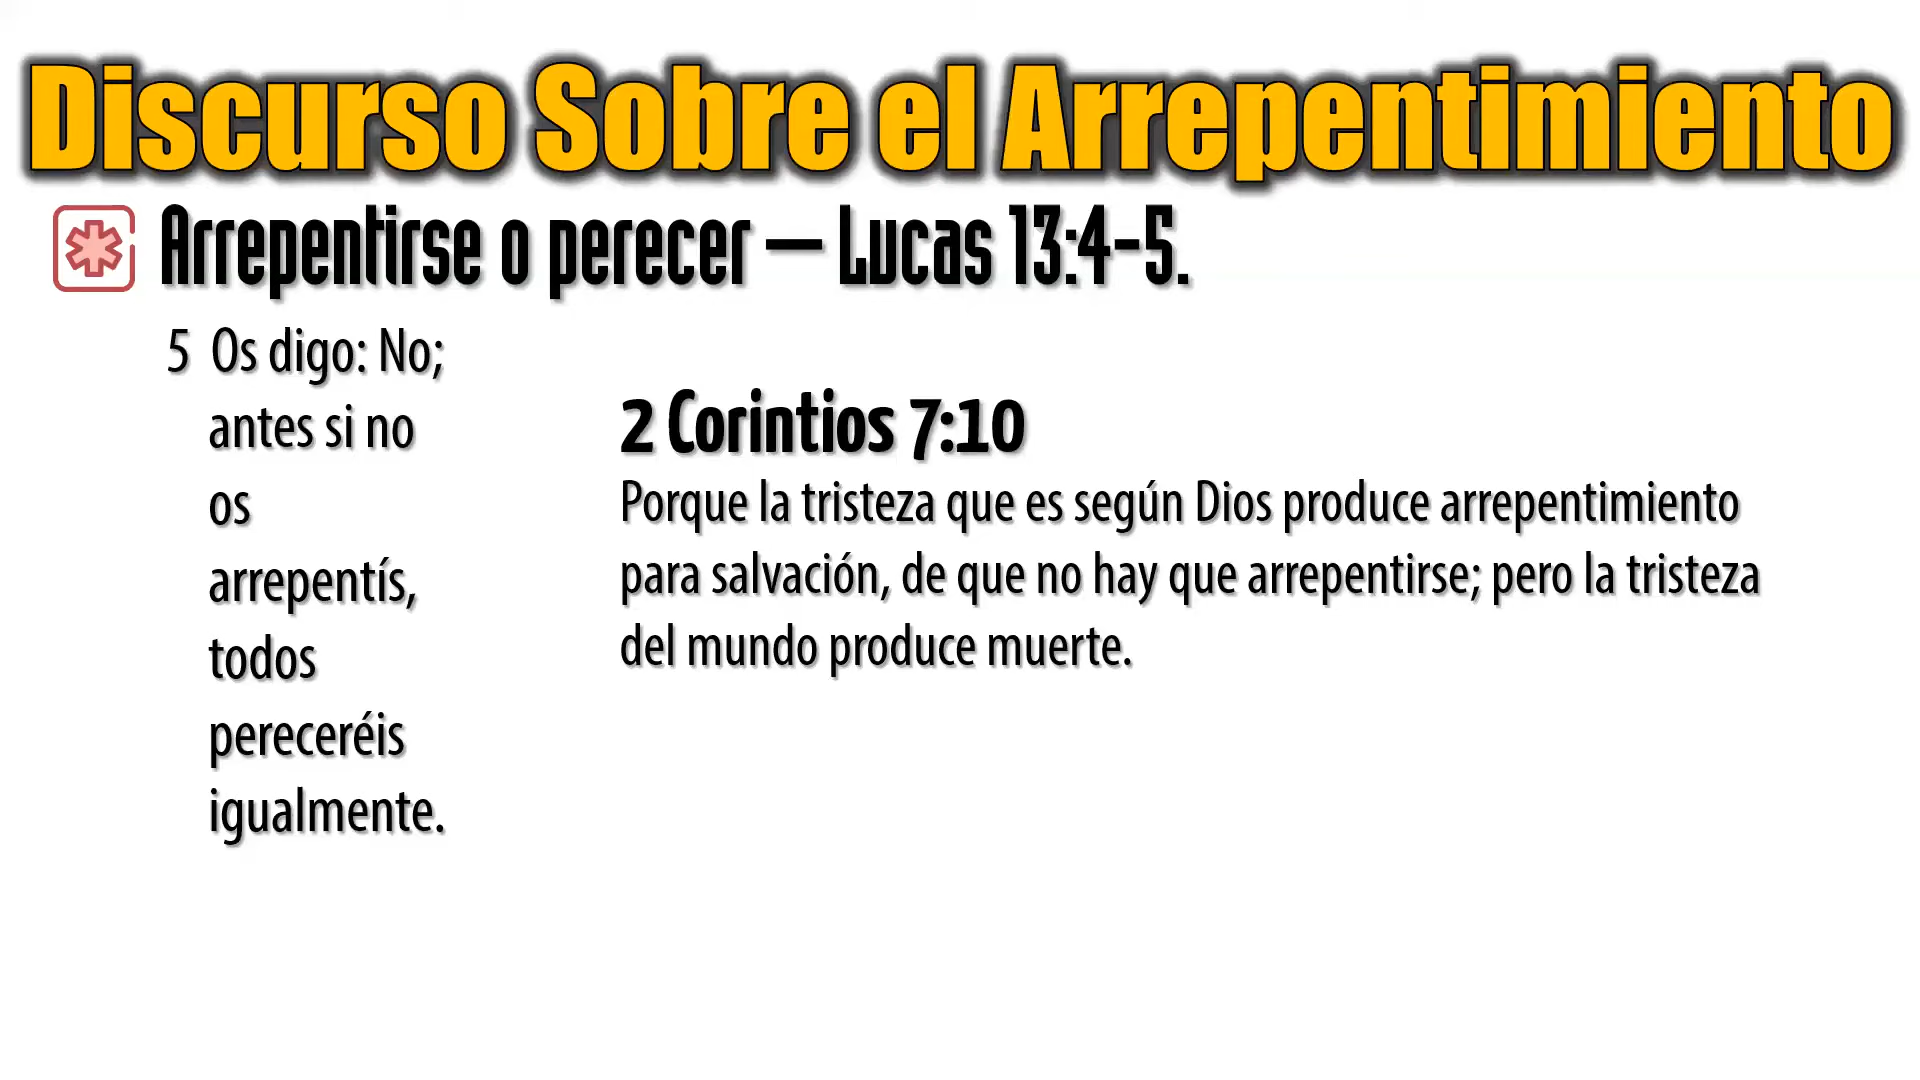 Discurso Sobre el Arrepentimiento
Arrepentirse o perecer – Lucas 13:4-5.
5 Os digo: No;
antes si no
os
arrepentís,
todos
pereceréis
igualmente.
2 Corintios 7:10
Porque la tristeza que es según Dios produce arrepentimiento
para salvación, de que no hay que arrepentirse; pero la tristeza
del mundo produce muerte.